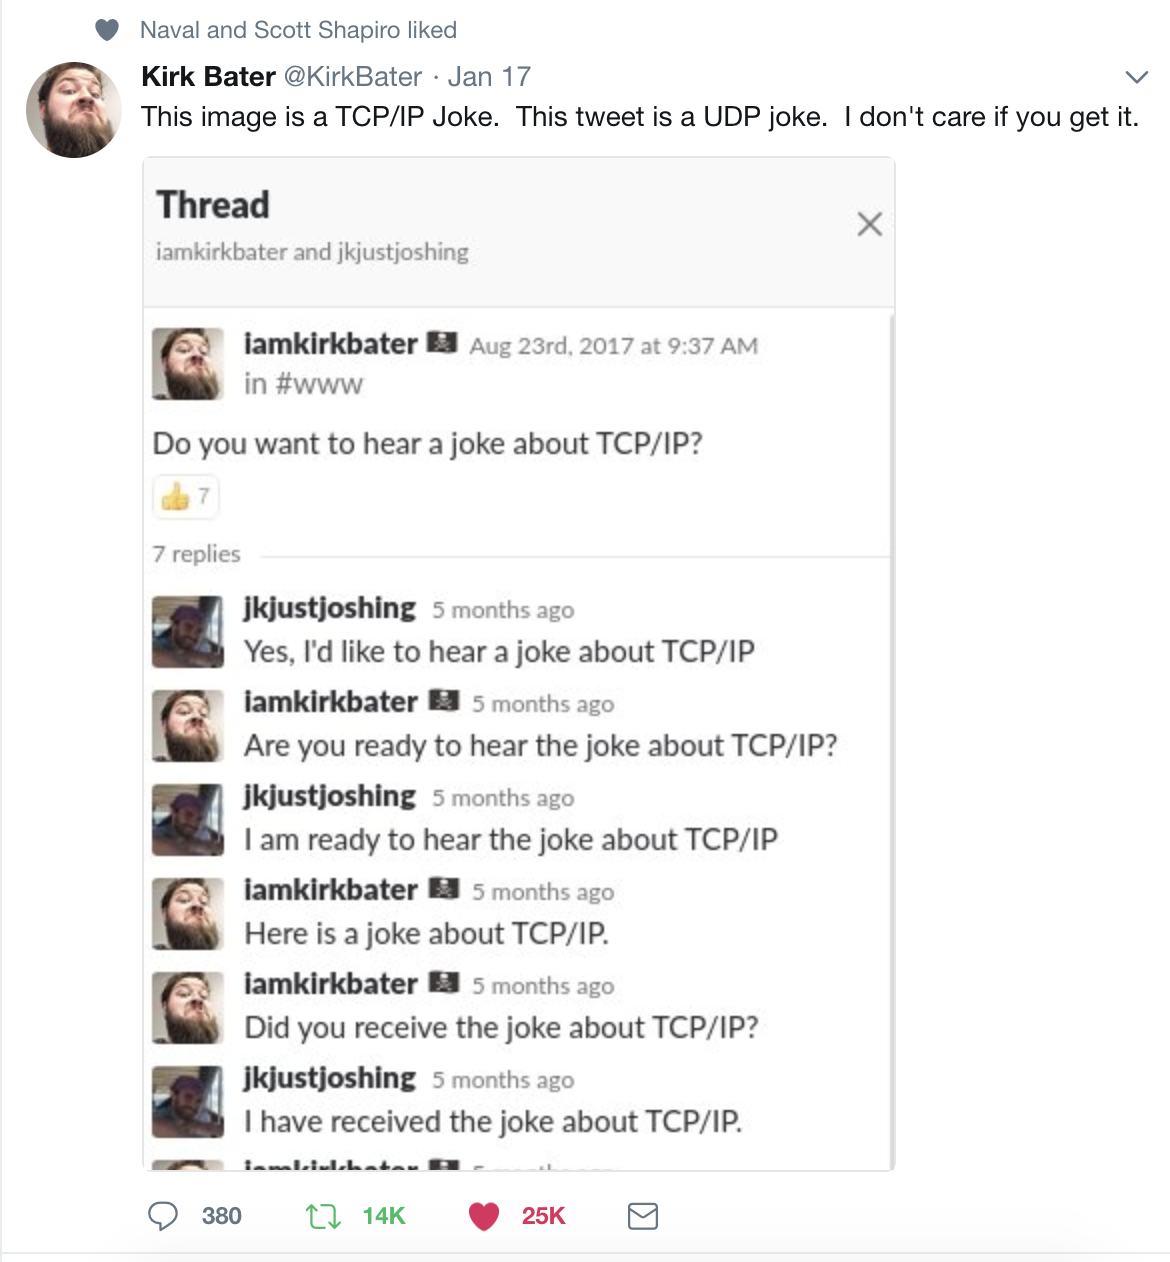 Naval and Scott Shapiro liked
Kirk Bater @KirkBater · Jan 17
This image is a TCP/IP Joke.  This tweet is a UDP joke.  I don't care if you get it.
Thread
iamkirkbater and jkjustjoshing
iamkirkbater Aug 23rd, 2017 at 9:37 AM
in #www
Do you want to hear a joke about TCP/IP?
7
7 replies
jkjustjoshing 5 months ago
Yes, I'd like to hear a joke about TCP/IP
iamkirkbater 5 months ago
Are you ready to hear the joke about TCP/IP?
jkjustjoshing 5 months ago
I am ready to hear the joke about TCP/IP
iamkirkbater 5 months ago
Here is a joke about TCP/IP.
iamkirkbater 5 months ago
Did you receive the joke about TCP/IP?
jkjustjoshing 5 months ago
I have received the joke about TCP/IP.
iamkirkbater 5 months ago
380 14K 25K